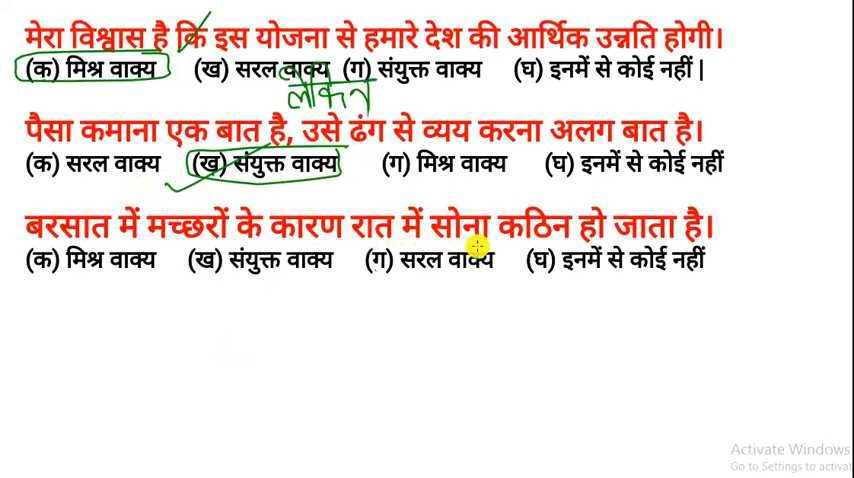 मेरा विश्वास है कि इस योजना से हमारे देश की आर्थिक उन्नति होगी।
(क) मिश्र वाक्य (ख) सरल वाक्य (ग) संयुक्त वाक्य (घ) इनमें से कोई नहीं |
लेकिन
पैसा कमाना एक बात है, उसे ढंग से व्यय करना अलग बात है।
(क) सरल वाक्य (ख) संयुक्त वाक्य (ग) मिश्र वाक्य (घ) इनमें से कोई नहीं
बरसात में मच्छरों के कारण रात में सोना कठिन हो जाता है।
(क) मिश्र वाक्य (ख) संयुक्त वाक्य (ग) सरल वाक्य (घ) इनमें से कोई नहीं
Activate Windows
Go to Settings to activat